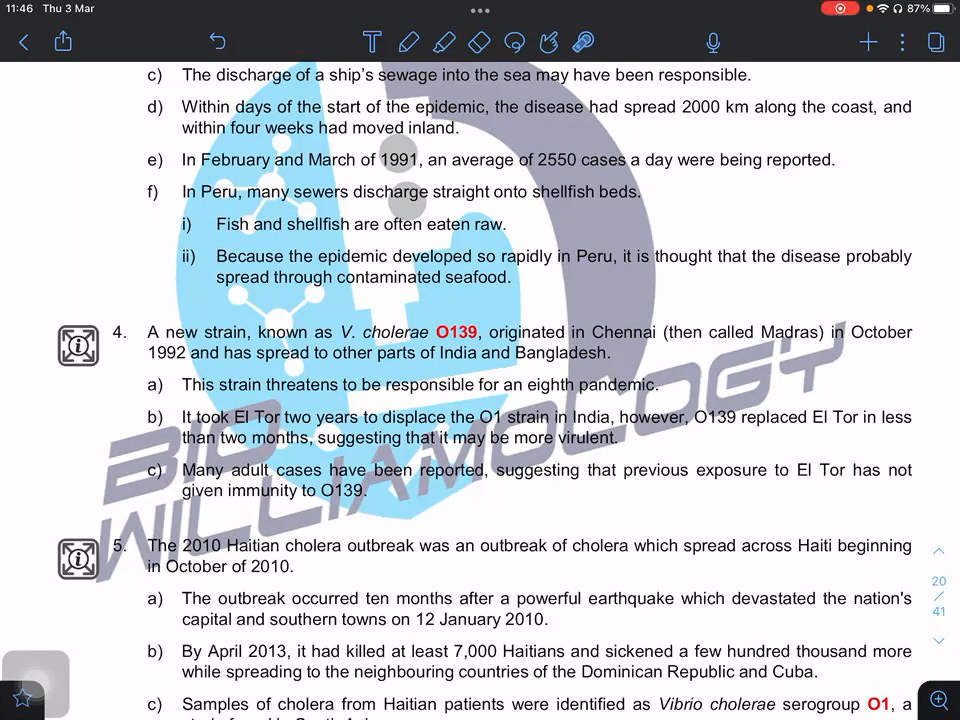 11:46 Thu 3 Mar
87%
c) The discharge of a ship's sewage into the sea may have been responsible.
d) Within days of the start of the epidemic, the disease had spread 2000 km along the coast, and
within four weeks had moved inland.
e) In February and March of 1991, an average of 2550 cases a day were being reported.
f) In Peru, many sewers discharge straight onto shellfish beds.
i) Fish and shellfish are often eaten raw.
ii) Because the epidemic developed so rapidly in Peru, it is thought that the disease probably
spread through contaminated seafood.
4. A new strain, known as V. cholerae O139, originated in Chennai (then called Madras) in October
1992 and has spread to other parts of India and Bangladesh.
a) This strain threatens to be responsible for an eighth pandemic.
b) It took El Tor two years to displace the O1 strain in India, however, O139 replaced El Tor in less
than two months, suggesting that it may be more virulent.
c) Many adult cases have been reported, suggesting that previous exposure to El Tor has not
given immunity to O139.
BIO
WILLIAMOLOGY
5. The 2010 Haitian cholera outbreak was an outbreak of cholera which spread across Haiti beginning
in October of 2010.
a) The outbreak occurred ten months after a powerful earthquake which devastated the nation's
capital and southern towns on 12 January 2010.
b) By April 2013, it had killed at least 7,000 Haitians and sickened a few hundred thousand more
while spreading to the neighbouring countries of the Dominican Republic and Cuba.
c) Samples of cholera from Haitian patients were identified as Vibrio cholerae serogroup O1, a
20
/
41